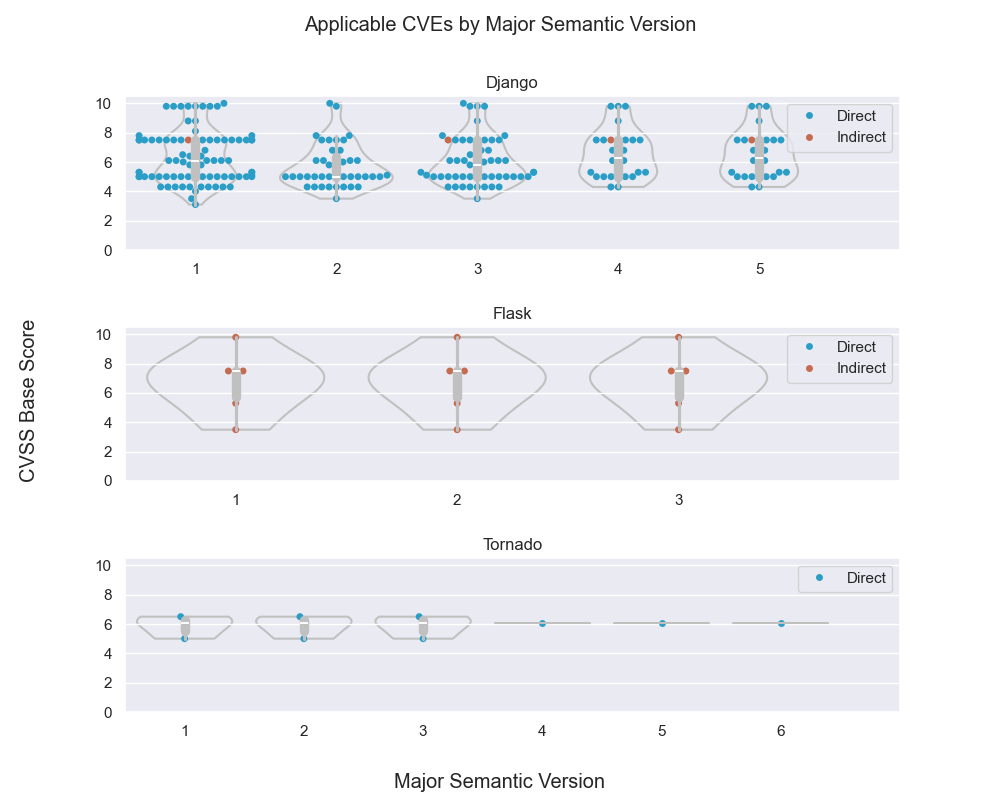 Applicable CVEs by Major Semantic Version
Django
10
8
6
4
2
0
Direct
Indirect
1 2 3 4 5
Flask
10
8
6
4
2
0
Direct
Indirect
1 2 3
CVSS Base Score
Tornado
10
8
6
4
2
0
Direct
1 2 3 4 5 6
Major Semantic Version